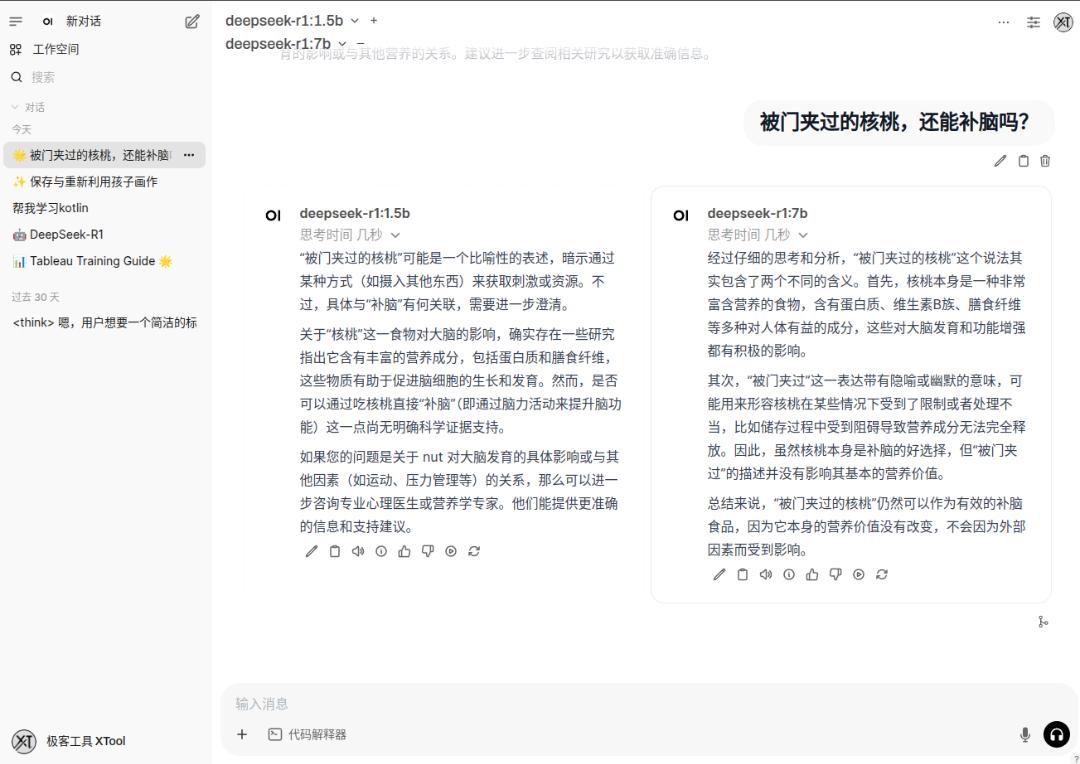 OI 新对话
工作空间
搜索
对话
今天
🌟 被门夹过的核桃，还能补脑
✨ 保存与重新利用孩子画作
帮我学习kotlin
🤖 DeepSeek-R1
📊 Tableau Training Guide 🌟
过去 30 天
<think> 嗯，用户想要一个简洁的标
极客工具 XTool
deepseek-r1:1.5b
deepseek-r1:7b
育的影响或与其他营养的关系。建议进一步查阅相关研究以获取准确信息。
被门夹过的核桃，还能补脑吗？
OI deepseek-r1:1.5b
思考时间 几秒
“被门夹过的核桃”可能是一个比喻性的表述，暗示通过
某种方式（如摄入其他东西）来获取刺激或资源。不
过，具体与“补脑”有何关联，需要进一步澄清。
关于“核桃”这一食物对大脑的影响，确实存在一些研究
指出它含有丰富的营养成分，包括蛋白质和膳食纤维，
这些物质有助于促进脑细胞的生长和发育。然而，是否
可以通过吃核桃直接“补脑”（即通过脑力活动来提升脑功
能）这一点尚无明确科学证据支持。
如果您的问题是关于 nut 对大脑发育的具体影响或与其
他因素（如运动、压力管理等）的关系，那么可以进一
步咨询专业心理医生或营养学专家。他们能提供更准确
的信息和支持建议。
OI deepseek-r1:7b
思考时间 几秒
经过仔细的思考和分析，“被门夹过的核桃”这个说法其
实包含了两个不同的含义。首先，核桃本身是一种非常
富含营养的食物，含有蛋白质、维生素B族、膳食纤维
等多种对人体有益的成分，这些对大脑发育和功能增强
都有积极的影响。
其次，“被门夹过”这一表达带有隐喻或幽默的意味，可
能用来形容核桃在某些情况下受到了限制或者处理不
当，比如储存过程中受到阻碍导致营养成分无法完全释
放。因此，虽然核桃本身是补脑的好选择，但“被门夹
过”的描述并没有影响其基本的营养价值。
总结来说，“被门夹过的核桃”仍然可以作为有效的补脑
食品，因为它本身的营养价值没有改变，不会因为外部
因素而受到影响。
输入消息
代码解释器
?